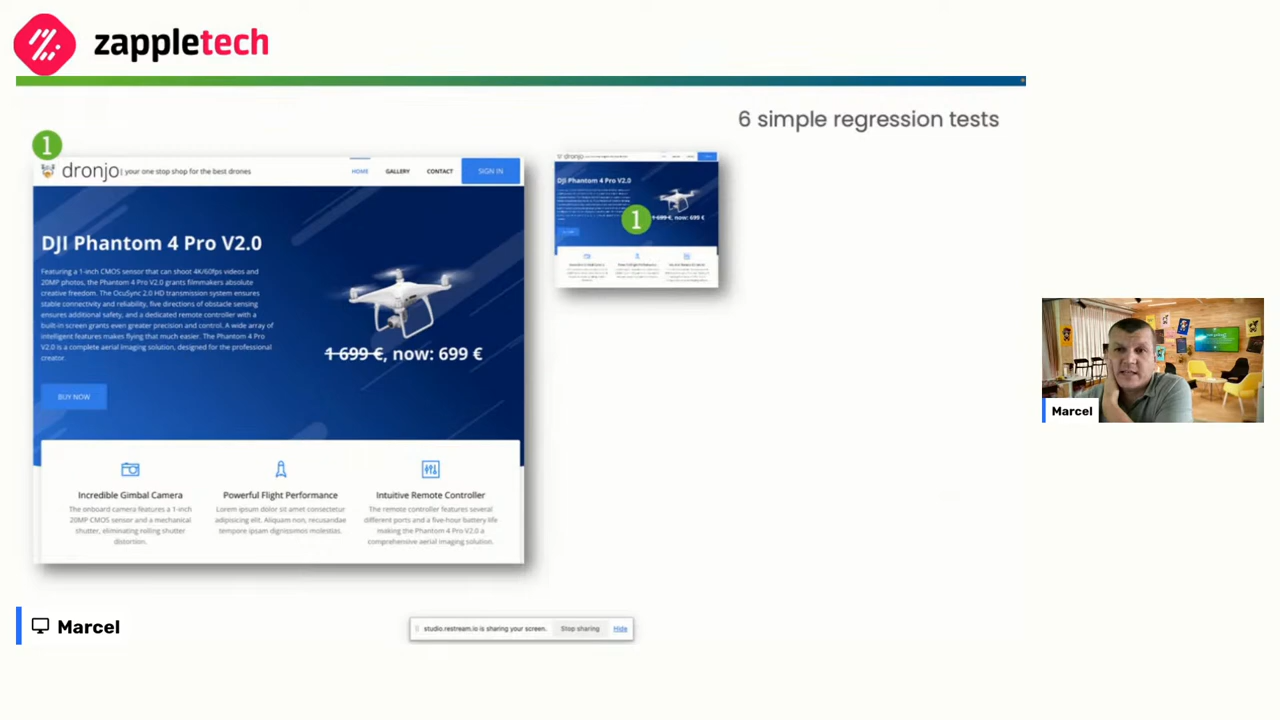 zappletech
6 simple regression tests
1
dronjo | your one stop shop for the best drones
HOME GALLERY CONTACT SIGN IN
DJI Phantom 4 Pro V2.0
Featuring a 1-inch CMOS sensor that can shoot 4K/60fps videos and
20MP photos, the Phantom 4 Pro V2.0 grants filmmakers absolute
creative freedom. The OcuSync 2.0 HD transmission system ensures
stable connectivity and reliability, five directions of obstacle sensing
ensures additional safety, and a dedicated remote controller with a
built-in screen grants even greater precision and control. A wide array of
intelligent features makes flying that much easier. The Phantom 4 Pro
V2.0 is a complete aerial imaging solution, designed for the professional
creator.
1 699 €, now: 699 €
BUY NOW
Incredible Gimbal Camera
The onboard camera features a 1-inch
20MP CMOS sensor and a mechanical
shutter, eliminating rolling shutter
distortion.
Powerful Flight Performance
Lorem ipsum dolor sit amet consectetur
adipisicing elit. Aliquam non, recusandae
tempore ipsam dignissimos molestias.
Intuitive Remote Controller
The remote controller features several
different ports and a five-hour battery life
making the Phantom 4 Pro V2.0 a
comprehensive aerial imaging solution.
dronjo
DJI Phantom 4 Pro V2.0
1
1 699 €, now: 699 €
Marcel
Marcel
studio.restream.io is sharing your screen. Stop sharing Hide